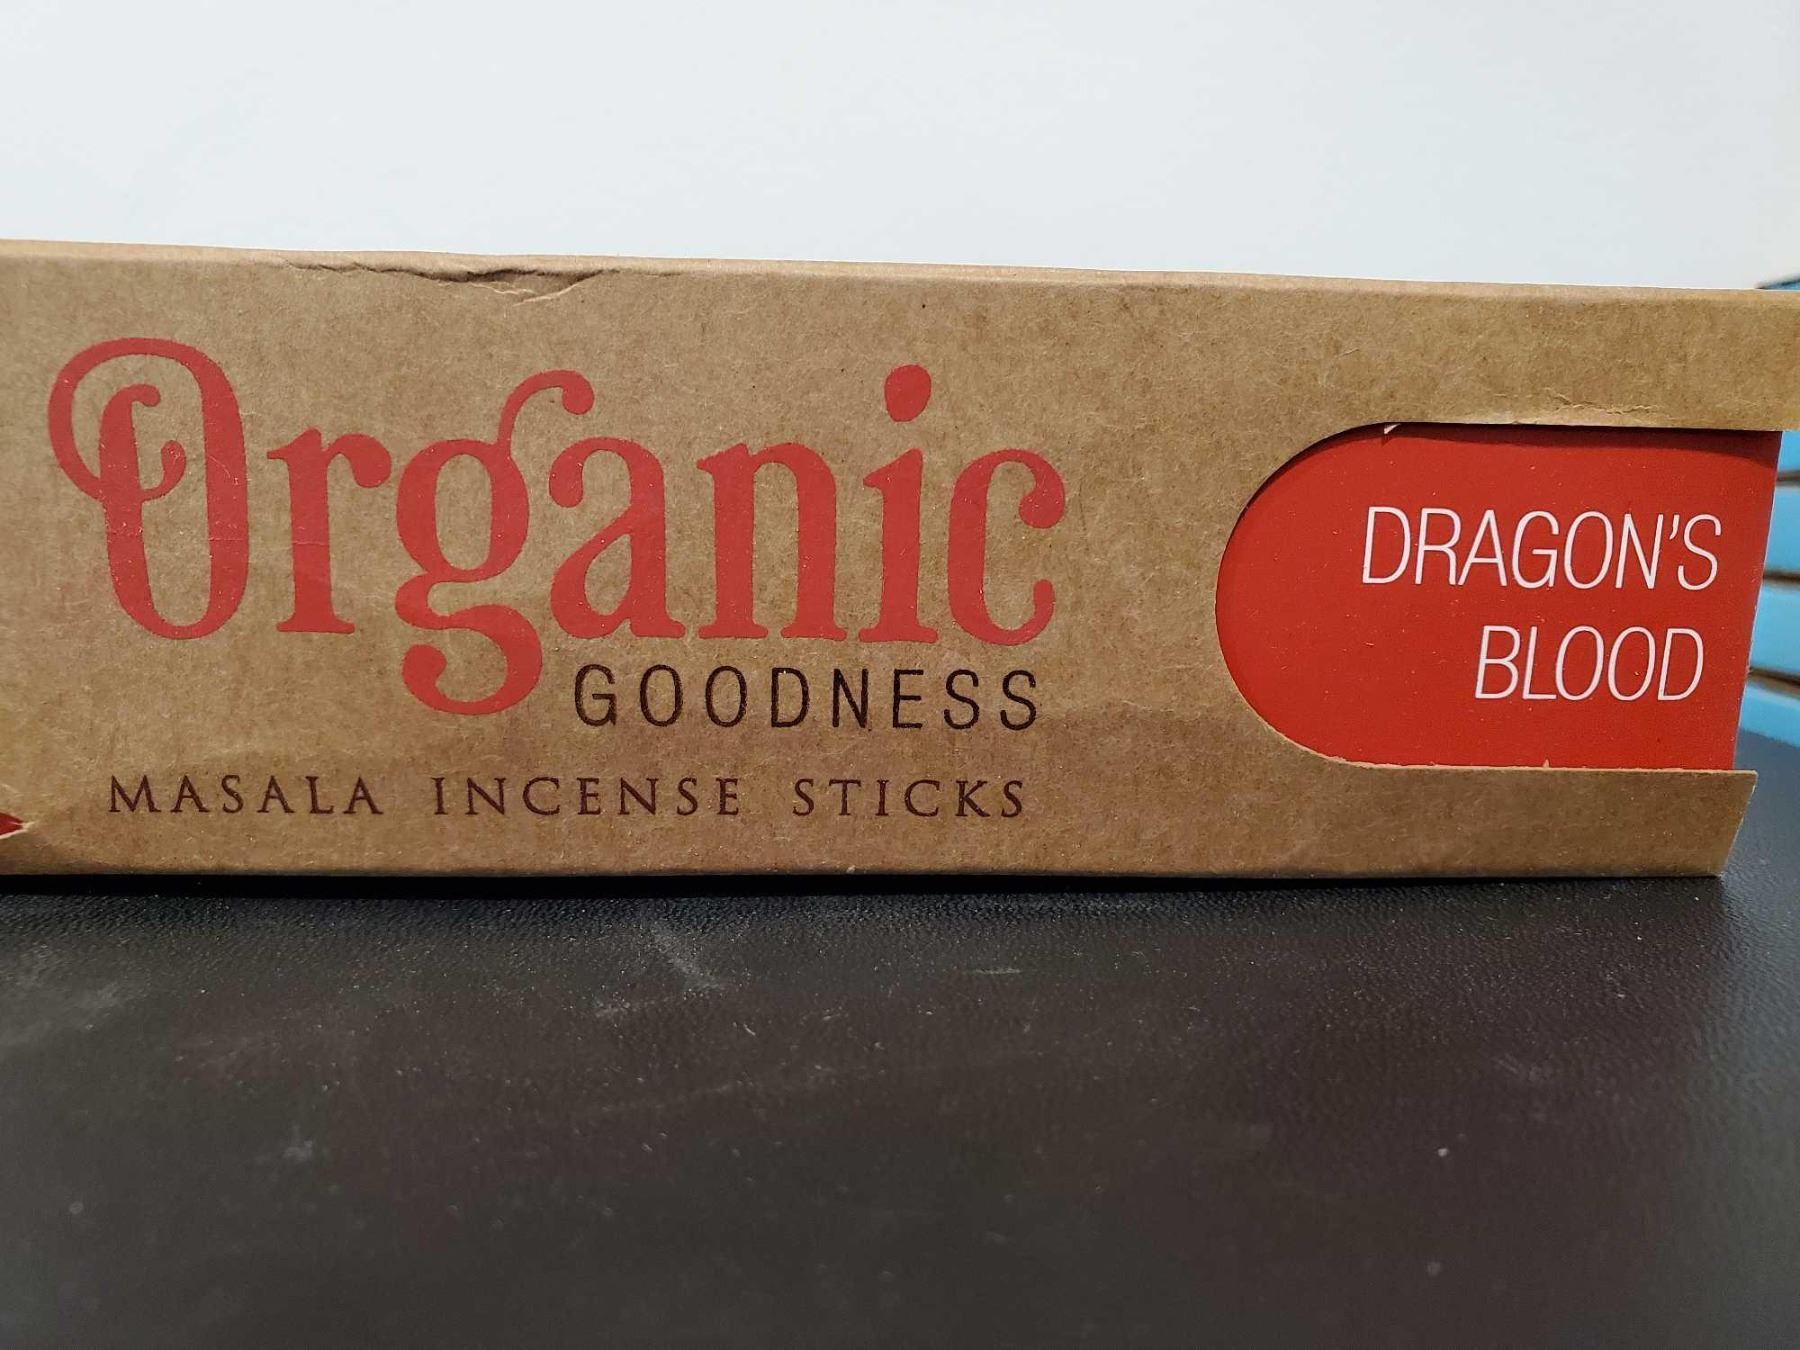 Organic
GOODNESS
MASALA INCENSE STICKS
DRAGON'S
BLOOD